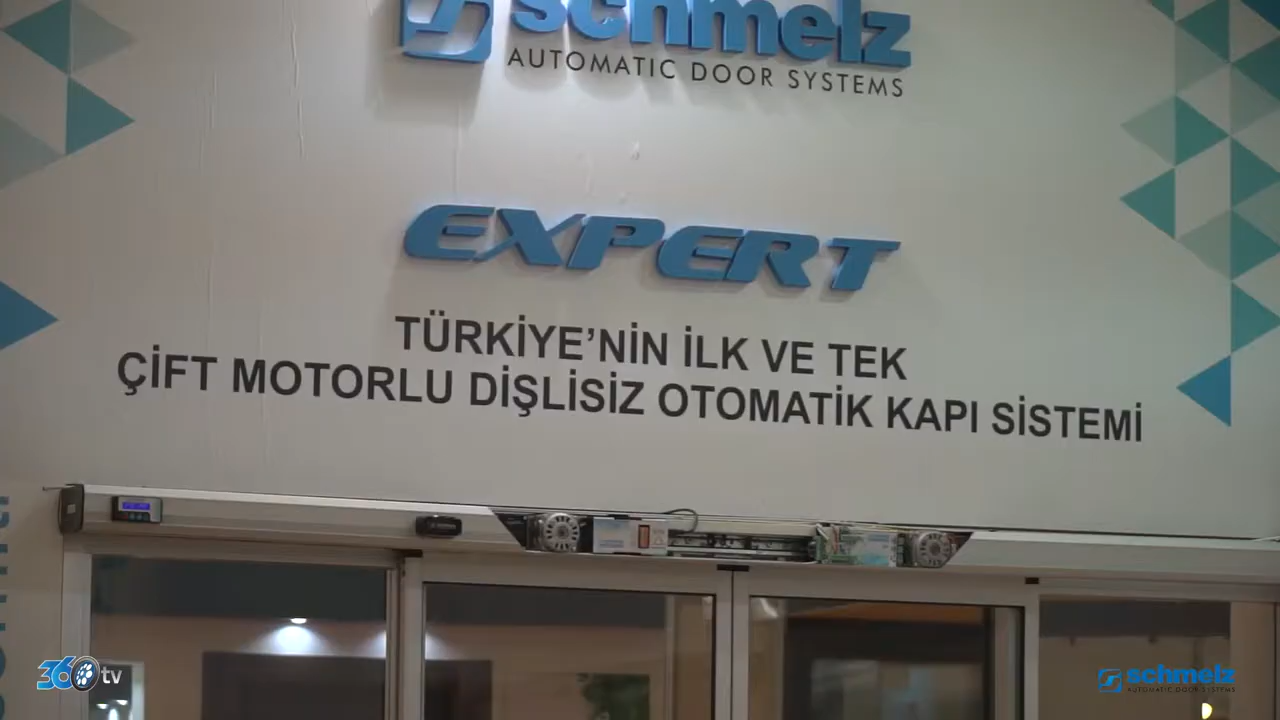 schmelz
AUTOMATIC DOOR SYSTEMS
EXPERT
TÜRKİYE'NİN İLK VE TEK
ÇİFT MOTORLU DİŞLİSİZ OTOMATİK KAPI SİSTEMİ
360tv
schmelz
AUTOMATIC DOOR SYSTEMS